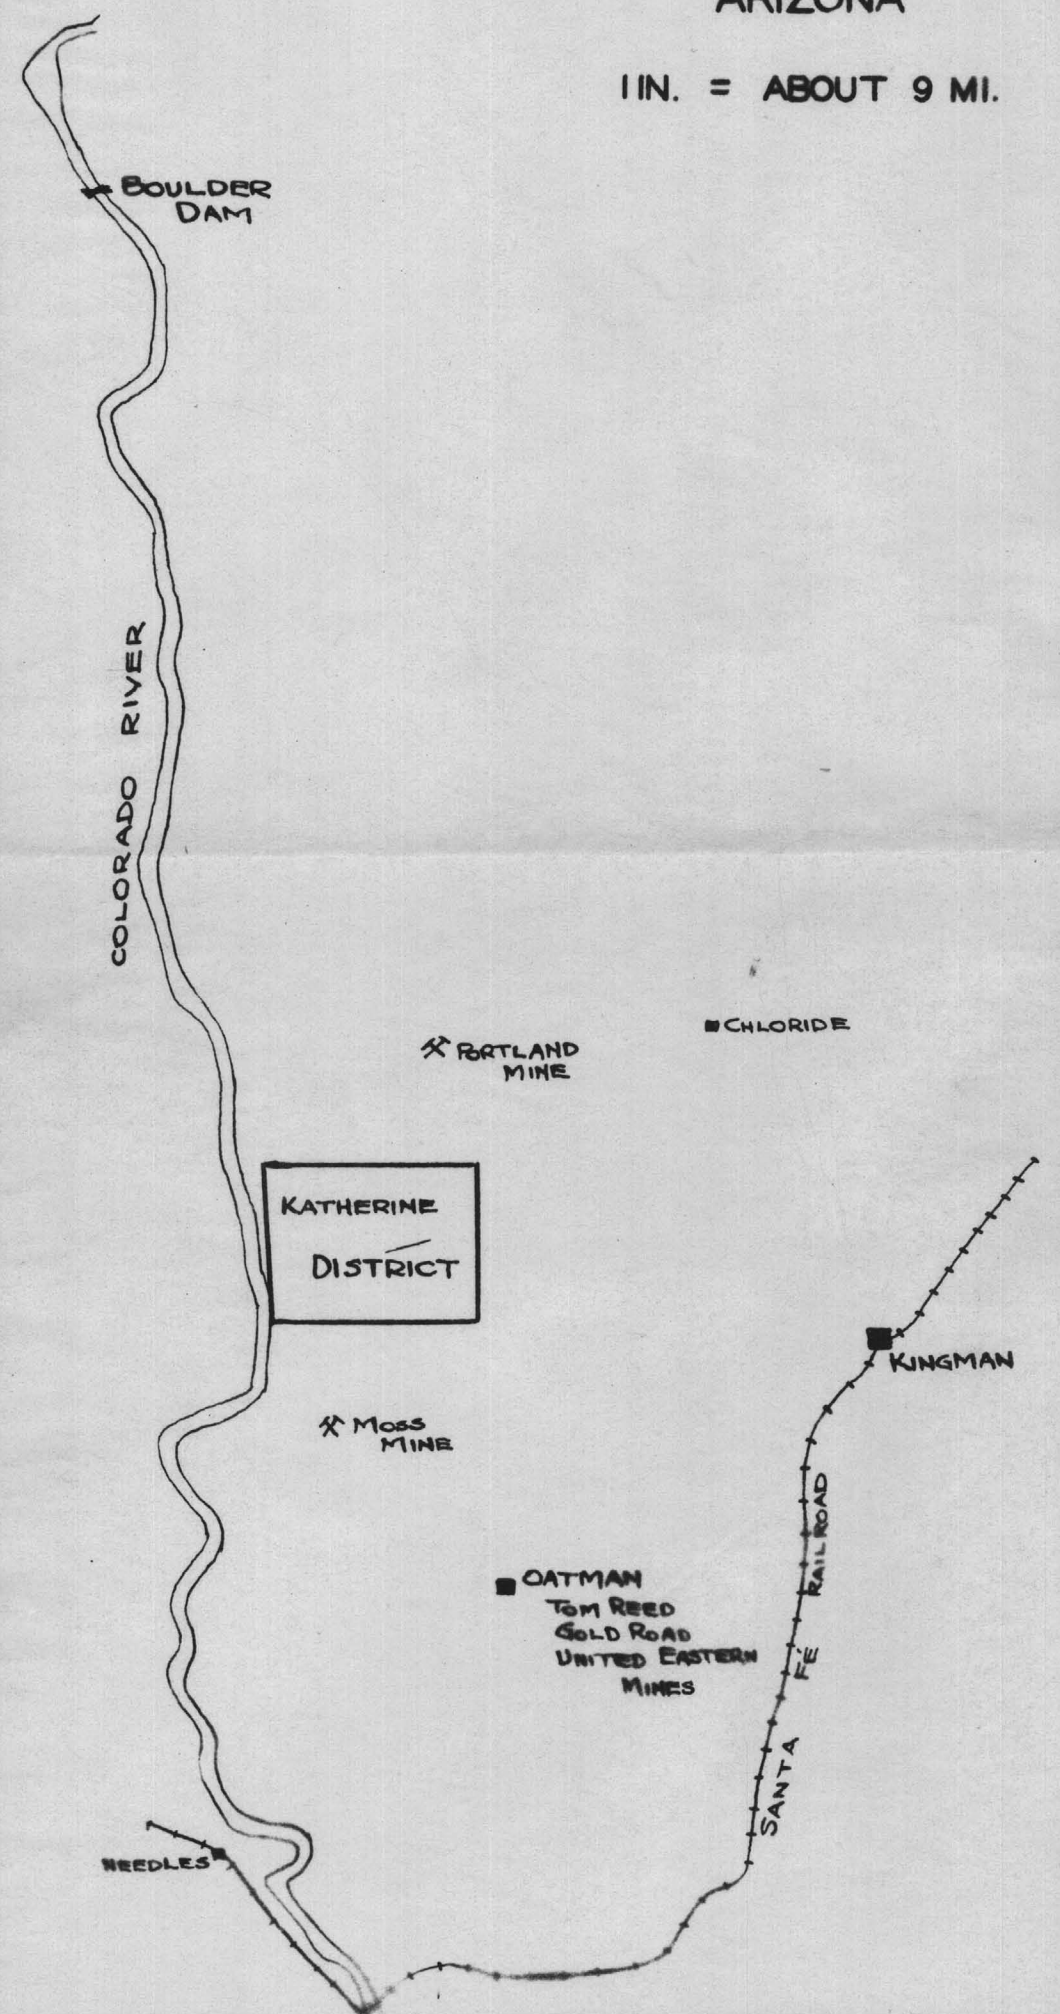 ARIZONA
1 IN. = ABOUT 9 MI.
BOULDER
DAM
COLORADO RIVER
CHLORIDE
PORTLAND
MINE
KATHERINE
DISTRICT
KINGMAN
MOSS
MINE
OATMAN
TOM REED
GOLD ROAD
UNITED EASTERN
MINES
SANTA FÉ RAILROAD
NEEDLES